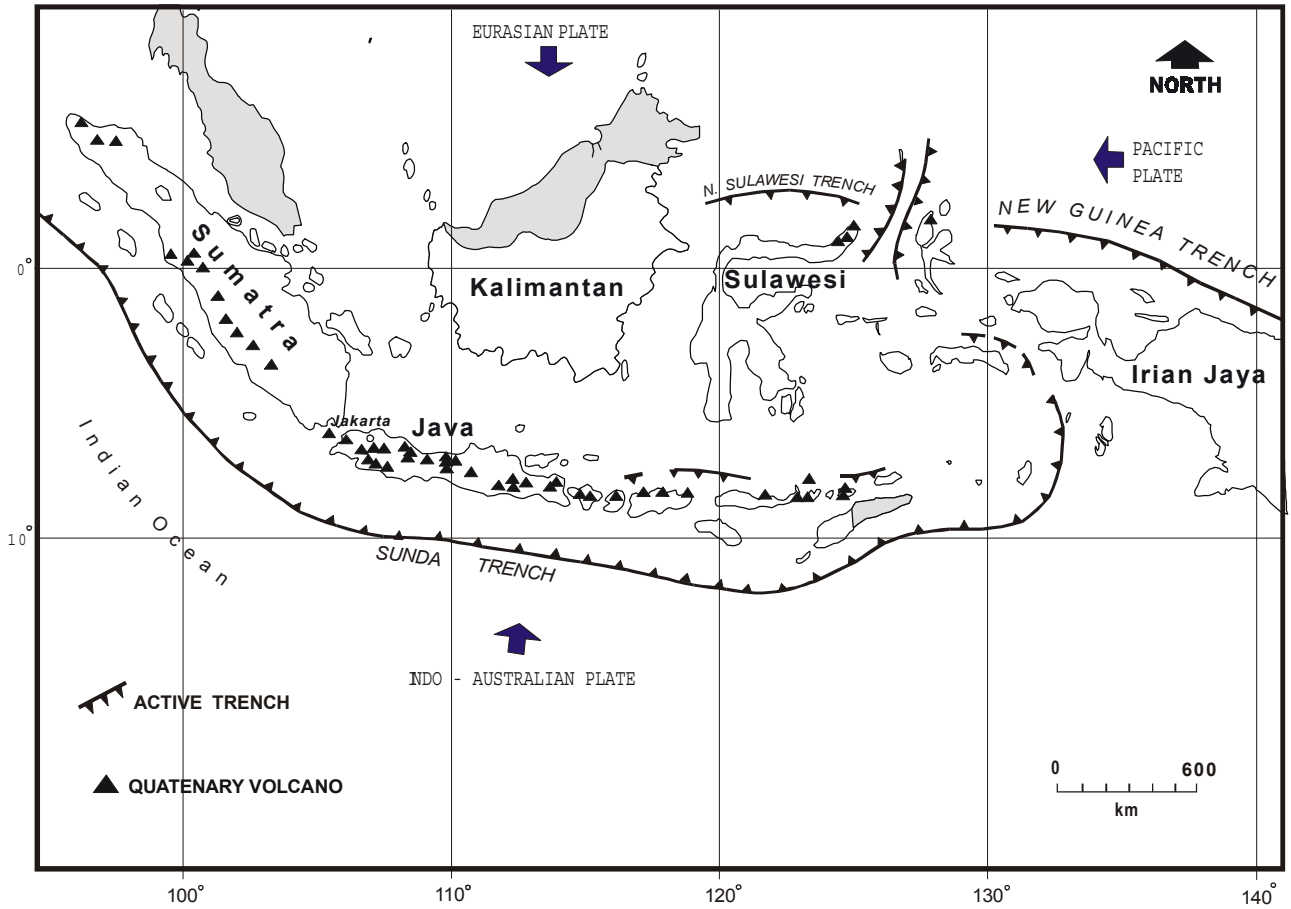 EURASIAN PLATE
NORTH
PACIFIC
PLATE
N. SULAWESI TRENCH
NEW GUINEA TRENCH
Sumatra
0°
Kalimantan
Sulawesi
Irian Jaya
Jakarta
Java
Indian Ocean
10°
SUNDA TRENCH
INDO - AUSTRALIAN PLATE
ACTIVE TRENCH
QUATENARY VOLCANO
0 600
km
100° 110° 120° 130° 140°